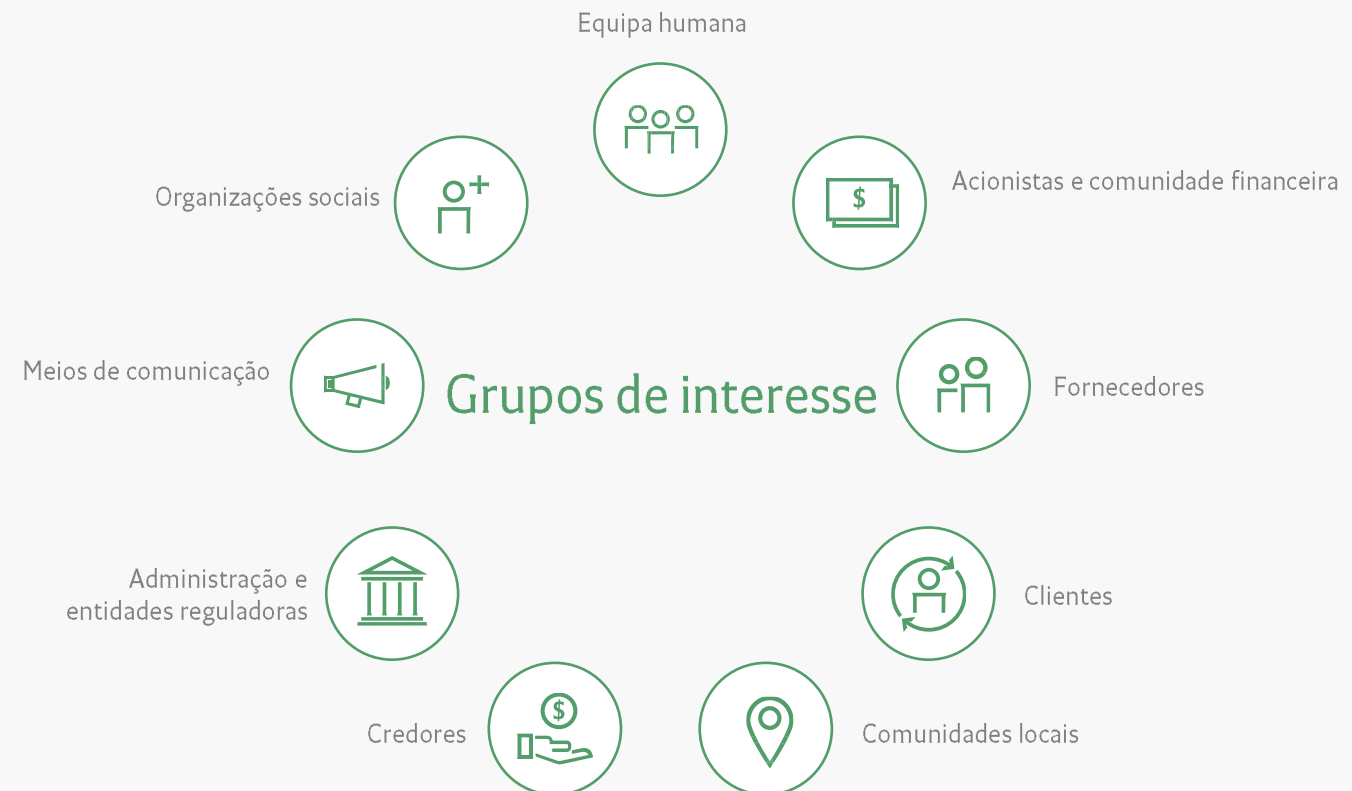 Equipa humana
Acionistas e comunidade financeira
Organizações sociais
$
Meios de comunicação
Grupos de interesse
Fornecedores
Administração e
entidades reguladoras
Clientes
$
Credores
Comunidades locais